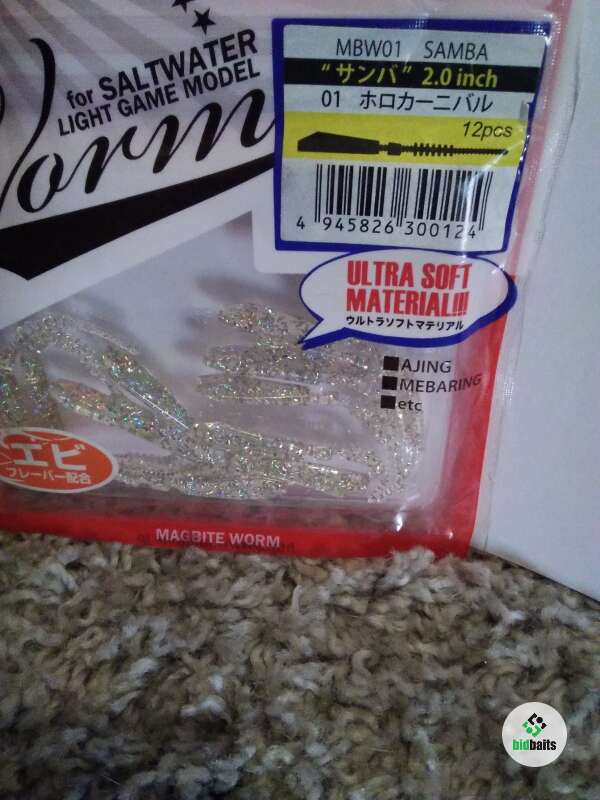 for SALTWATER
LIGHT GAME MODEL
Worm
MBW01 SAMBA
"サンバ" 2.0 inch
01 ホロカーニバル
12pcs
4 945826 300124
ULTRA SOFT
MATERIAL!!!
ウルトラソフトマテリアル
AJING
MEBARING
etc
エビ
フレーバー配合
MAGBITE WORM
bidbaits